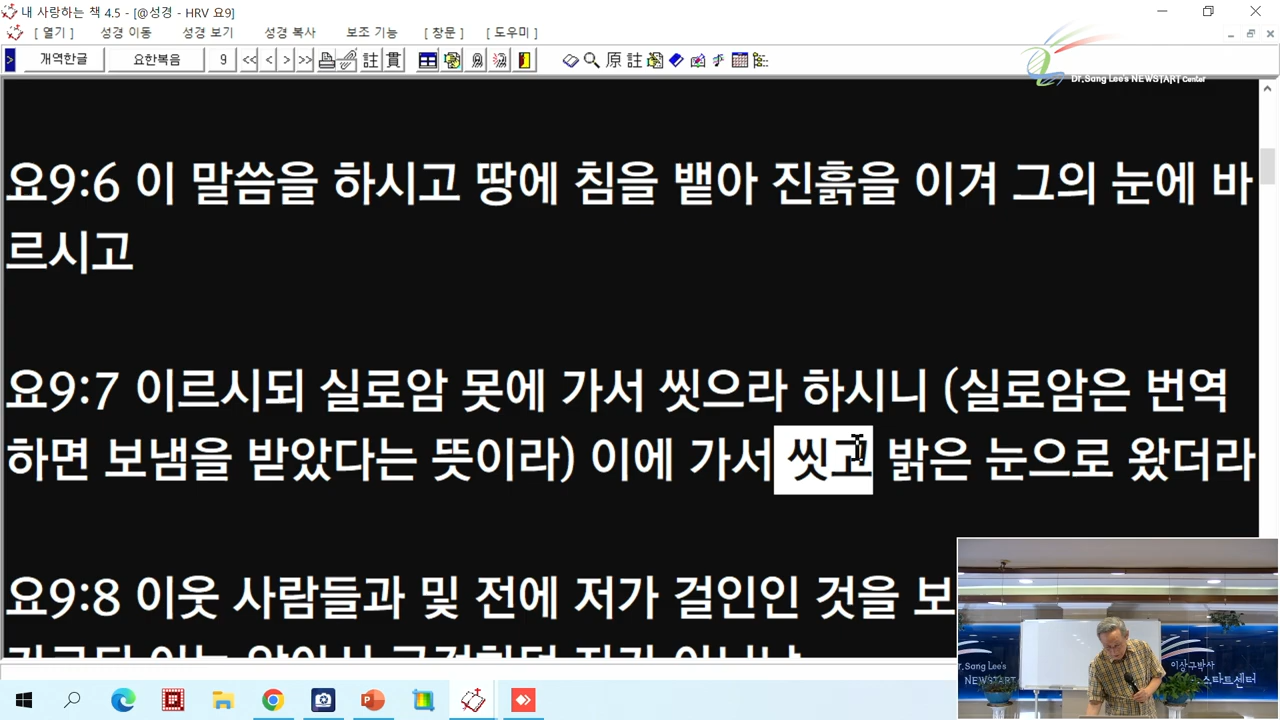 내 사랑하는 책 4.5 - [@성경 - HRV 요9]
[ 열기 ] 성경 이동 성경 보기 성경 복사 보조 기능 [ 창문 ] [ 도우미 ]
> 개역한글 요한복음 9 << < > >> 註 貫 原 註
Dr.Sang Lee's NEWSTART Center
요9:6 이 말씀을 하시고 땅에 침을 뱉아 진흙을 이겨 그의 눈에 바
르시고
요9:7 이르시되 실로암 못에 가서 씻으라 하시니 (실로암은 번역
하면 보냄을 받았다는 뜻이라) 이에 가서 씻고 밝은 눈으로 왔더라
요9:8 이웃 사람들과 및 전에 저가 걸인인 것을 보
Dr.Sang Lee's
NEWSTART
이상구박사
스타트센터